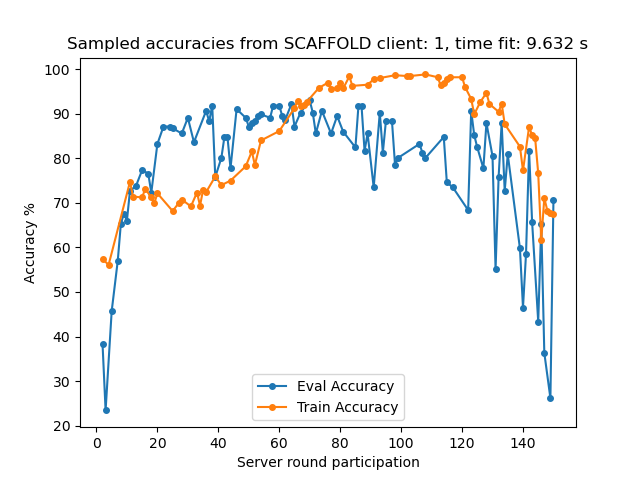 Sampled accuracies from SCAFFOLD client: 1, time fit: 9.632 s
100
90
80
70
60
50
40
30
20
Accuracy %
Eval Accuracy
Train Accuracy
0 20 40 60 80 100 120 140
Server round participation